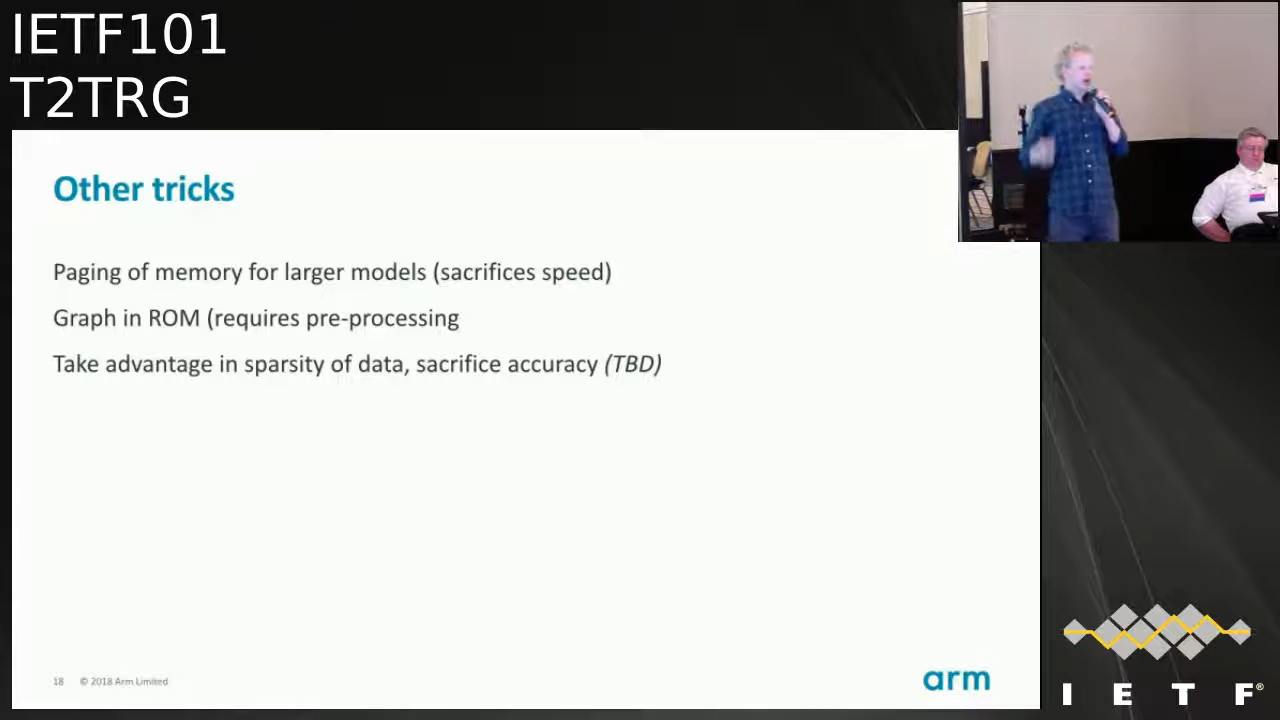 IETF101
T2TRG
Other tricks
Paging of memory for larger models (sacrifices speed)
Graph in ROM (requires pre-processing
Take advantage in sparsity of data, sacrifice accuracy (TBD)
18 © 2018 Arm Limited
arm
I E T F®